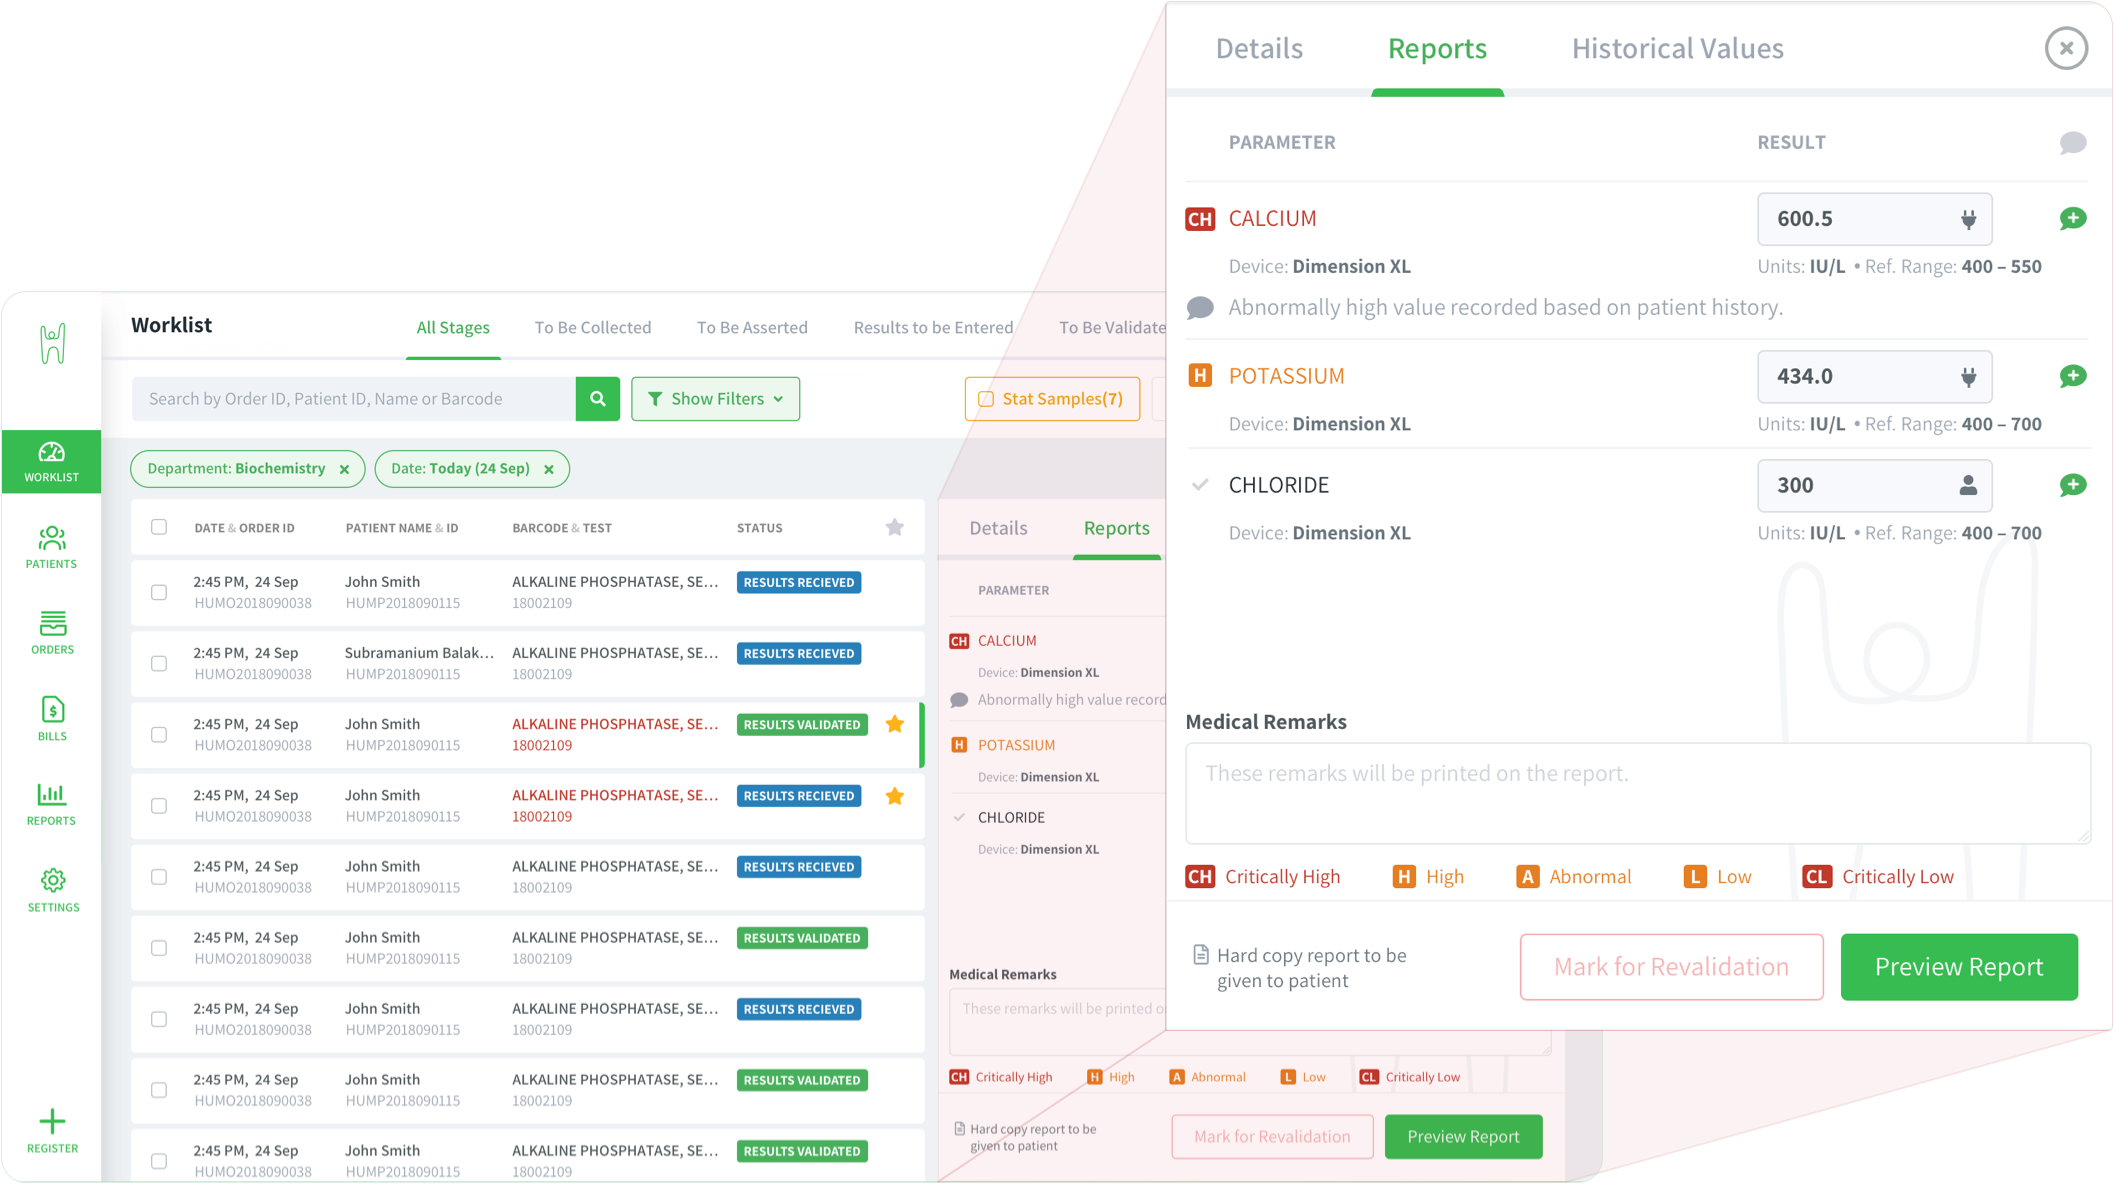 Details
Reports
Historical Values
PARAMETER
RESULT
CH CALCIUM
600.5
Device: Dimension XL
Units: IU/L • Ref. Range: 400 – 550
Abnormally high value recorded based on patient history.
H POTASSIUM
434.0
Device: Dimension XL
Units: IU/L • Ref. Range: 400 – 700
CHLORIDE
300
Device: Dimension XL
Units: IU/L • Ref. Range: 400 – 700
Medical Remarks
These remarks will be printed on the report.
CH Critically High
H High
A Abnormal
L Low
CL Critically Low
Hard copy report to be
given to patient
Mark for Revalidation
Preview Report
WORKLIST
PATIENTS
ORDERS
BILLS
REPORTS
SETTINGS
REGISTER
Worklist
All Stages
To Be Collected
To Be Asserted
Results to be Entered
To Be Validate
Search by Order ID, Patient ID, Name or Barcode
Show Filters
Stat Samples(7)
Department: Biochemistry
Date: Today (24 Sep)
DATE & ORDER ID
PATIENT NAME & ID
BARCODE & TEST
STATUS
2:45 PM, 24 Sep John Smith ALKALINE PHOSPHATASE, SE... RESULTS RECIEVED
HUMO2018090038 HUMP2018090115 18002109
2:45 PM, 24 Sep Subramanium Balak... ALKALINE PHOSPHATASE, SE... RESULTS RECIEVED
HUMO2018090038 HUMP2018090115 18002109
2:45 PM, 24 Sep John Smith ALKALINE PHOSPHATASE, SE... RESULTS VALIDATED
HUMO2018090038 HUMP2018090115 18002109
2:45 PM, 24 Sep John Smith ALKALINE PHOSPHATASE, SE... RESULTS RECIEVED
HUMO2018090038 HUMP2018090115 18002109
2:45 PM, 24 Sep John Smith ALKALINE PHOSPHATASE, SE... RESULTS RECIEVED
HUMO2018090038 HUMP2018090115 18002109
2:45 PM, 24 Sep John Smith ALKALINE PHOSPHATASE, SE... RESULTS VALIDATED
HUMO2018090038 HUMP2018090115 18002109
2:45 PM, 24 Sep John Smith ALKALINE PHOSPHATASE, SE... RESULTS RECIEVED
HUMO2018090038 HUMP2018090115 18002109
2:45 PM, 24 Sep John Smith ALKALINE PHOSPHATASE, SE... RESULTS VALIDATED
HUMO2018090038 HUMP2018090115 18002109
2:45 PM, 24 Sep John Smith ALKALINE PHOSPHATASE, SE... RESULTS VALIDATED
HUMO2018090038 HUMP2018090115 18002109
Details
Reports
PARAMETER
CH CALCIUM
Device: Dimension XL
Abnormally high value record
H POTASSIUM
Device: Dimension XL
CHLORIDE
Device: Dimension XL
Medical Remarks
These remarks will be printed o
CH Critically High
H High
A Abnormal
L Low
CL Critically Low
Hard copy report to be
given to patient
Mark for Revalidation
Preview Report